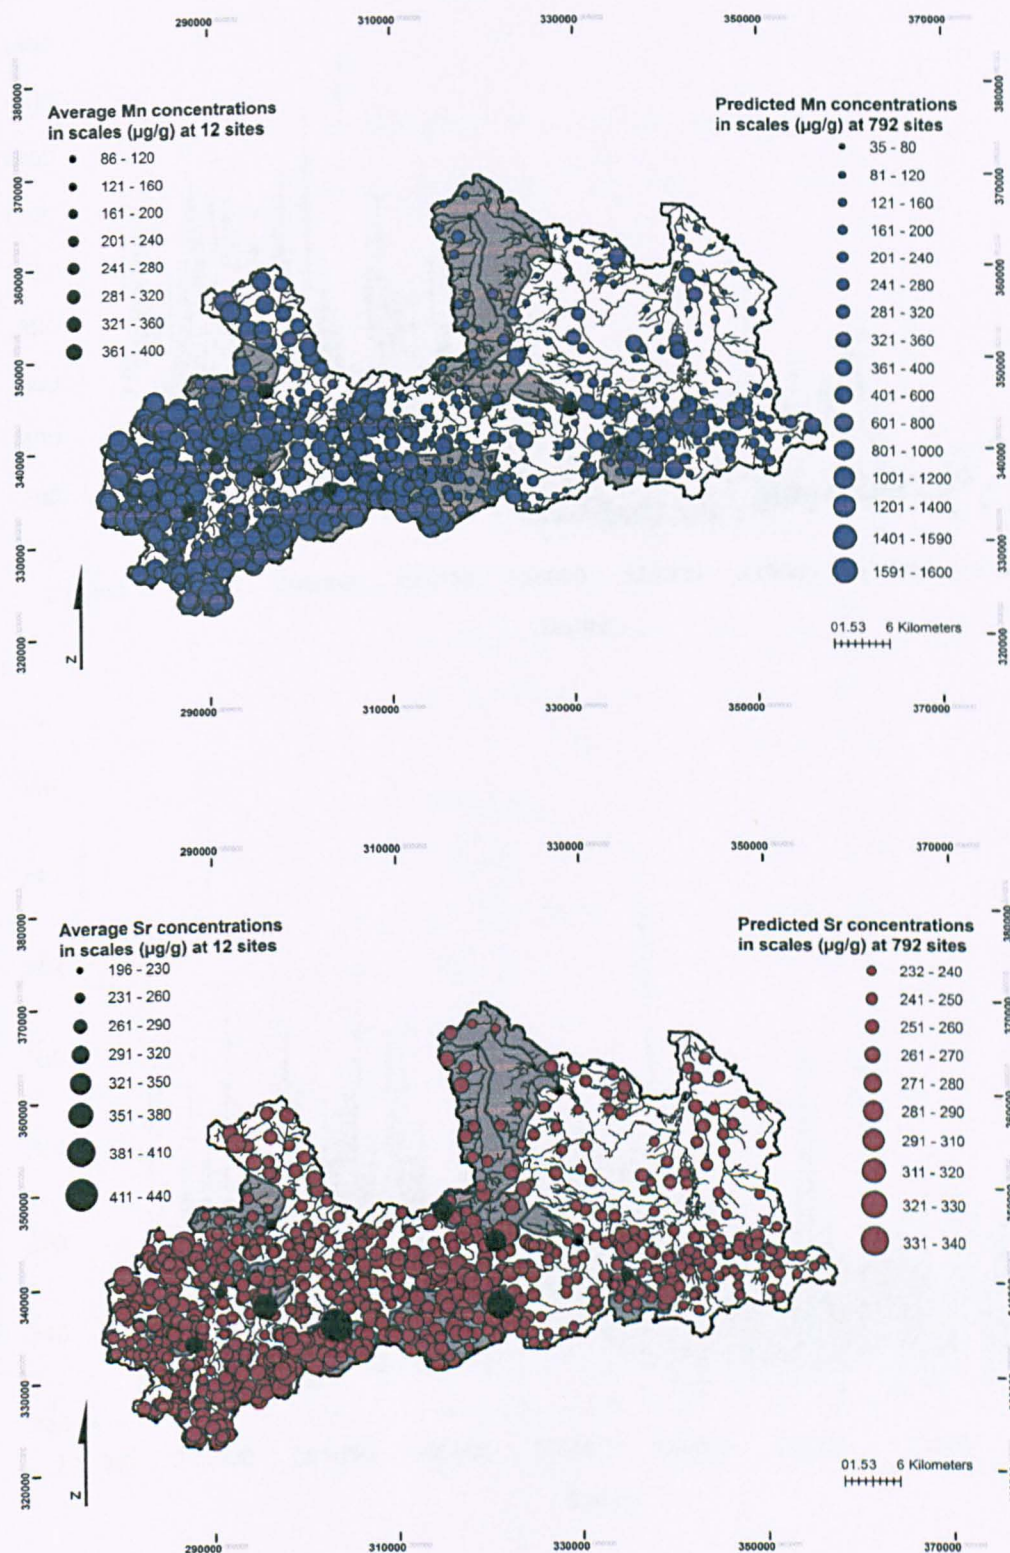 290000 310000 330000 350000 370000
380000
370000
360000
350000
340000
330000
320000
Average Mn concentrations
in scales (µg/g) at 12 sites
86 - 120
121 - 160
161 - 200
201 - 240
241 - 280
281 - 320
321 - 360
361 - 400
Predicted Mn concentrations
in scales (µg/g) at 792 sites
35 - 80
81 - 120
121 - 160
161 - 200
201 - 240
241 - 280
281 - 320
321 - 360
361 - 400
401 - 600
601 - 800
801 - 1000
1001 - 1200
1201 - 1400
1401 - 1590
1591 - 1600
01.53 6 Kilometers
N
380000
370000
360000
350000
340000
330000
320000
290000 310000 330000 350000 370000
290000 310000 330000 350000 370000
380000
370000
360000
350000
340000
330000
320000
Average Sr concentrations
in scales (µg/g) at 12 sites
196 - 230
231 - 260
261 - 290
291 - 320
321 - 350
351 - 380
381 - 410
411 - 440
Predicted Sr concentrations
in scales (µg/g) at 792 sites
232 - 240
241 - 250
251 - 260
261 - 270
271 - 280
281 - 290
291 - 310
311 - 320
321 - 330
331 - 340
01.53 6 Kilometers
N
380000
290000 310000 330000 350000 370000